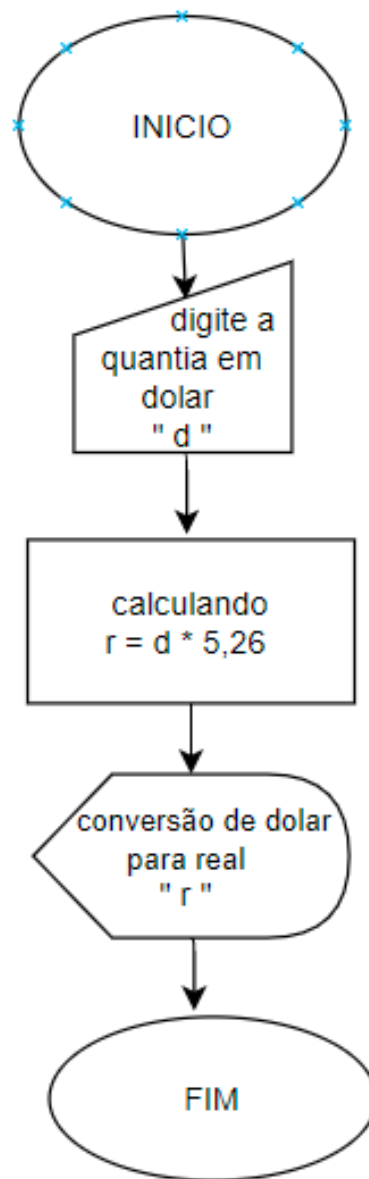 INICIO
digite a
quantia em
dolar
" d "
calculando
r = d * 5,26
conversão de dolar
para real
" r "
FIM